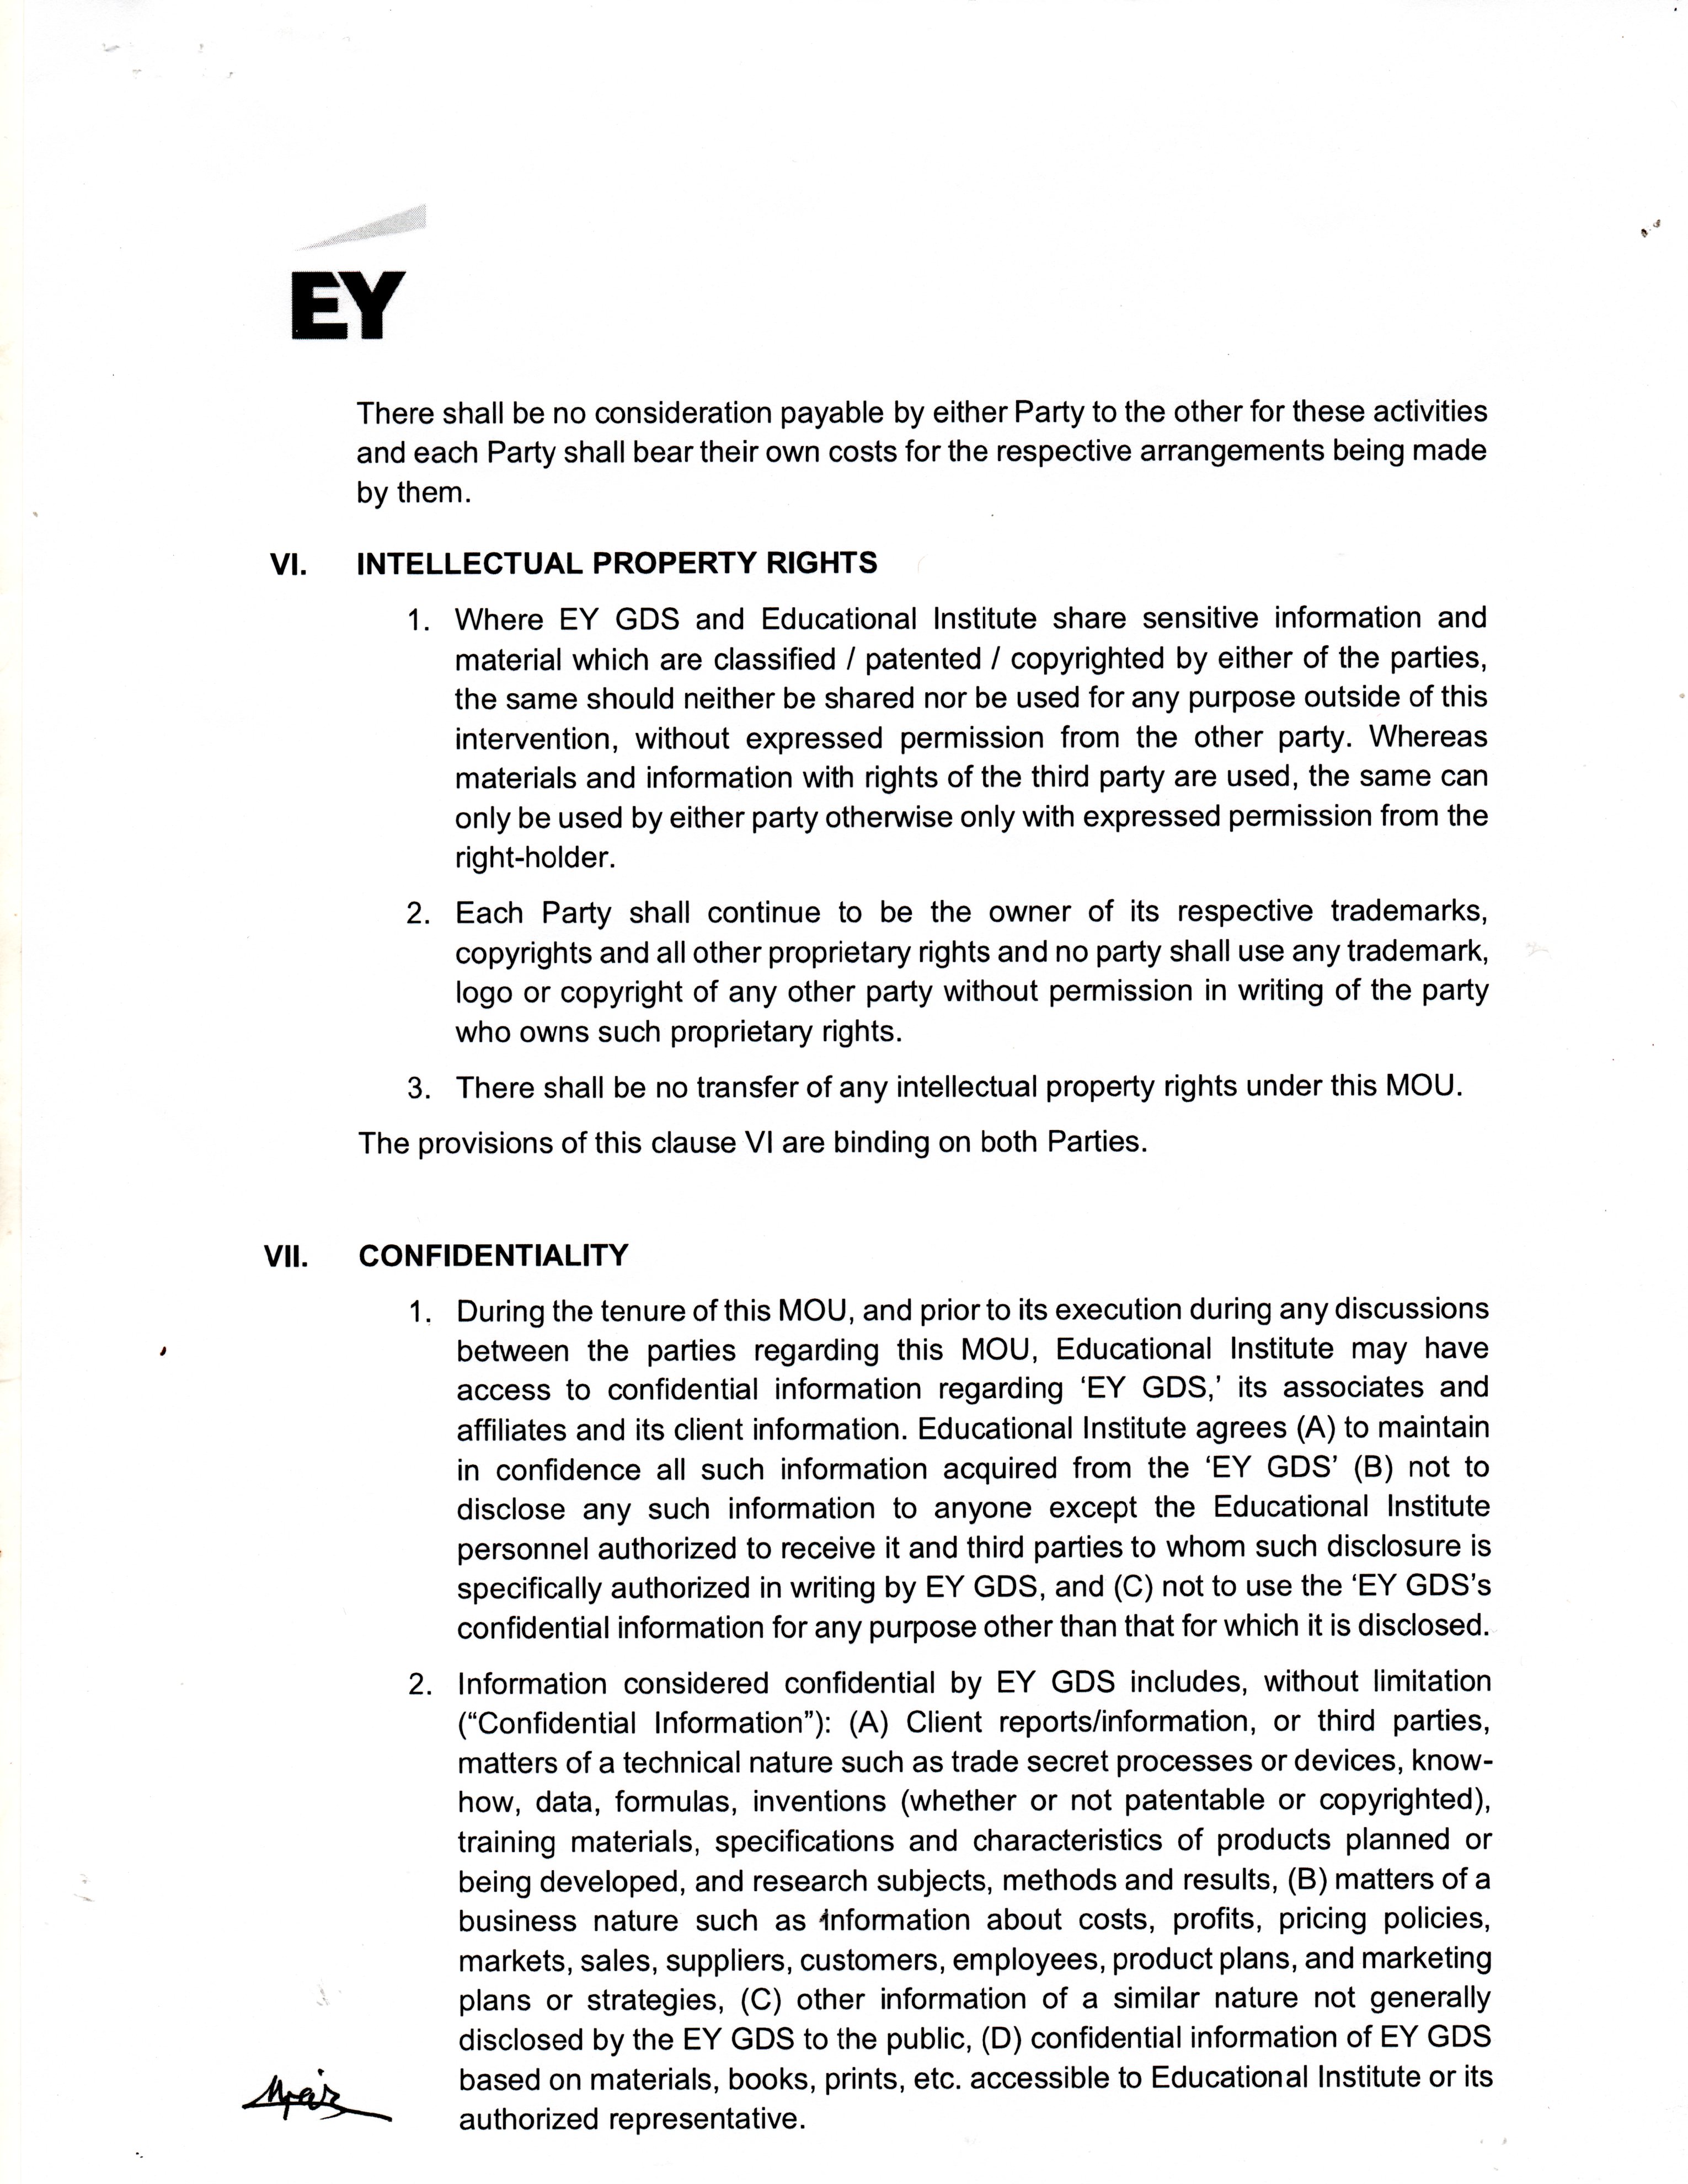 EY
There shall be no consideration payable by either Party to the other for these activities
and each Party shall bear their own costs for the respective arrangements being made
by them.
VI. INTELLECTUAL PROPERTY RIGHTS
1. Where EY GDS and Educational Institute share sensitive information and
material which are classified / patented / copyrighted by either of the parties,
the same should neither be shared nor be used for any purpose outside of this
intervention, without expressed permission from the other party. Whereas
materials and information with rights of the third party are used, the same can
only be used by either party otherwise only with expressed permission from the
right-holder.
2. Each Party shall continue to be the owner of its respective trademarks,
copyrights and all other proprietary rights and no party shall use any trademark,
logo or copyright of any other party without permission in writing of the party
who owns such proprietary rights.
3. There shall be no transfer of any intellectual property rights under this MOU.
The provisions of this clause VI are binding on both Parties.
VII. CONFIDENTIALITY
1. During the tenure of this MOU, and prior to its execution during any discussions
between the parties regarding this MOU, Educational Institute may have
access to confidential information regarding ‘EY GDS,’ its associates and
affiliates and its client information. Educational Institute agrees (A) to maintain
in confidence all such information acquired from the ‘EY GDS’ (B) not to
disclose any such information to anyone except the Educational Institute
personnel authorized to receive it and third parties to whom such disclosure is
specifically authorized in writing by EY GDS, and (C) not to use the ‘EY GDS’s
confidential information for any purpose other than that for which it is disclosed.
2. Information considered confidential by EY GDS includes, without limitation
(“Confidential Information”): (A) Client reports/information, or third parties,
matters of a technical nature such as trade secret processes or devices, know-
how, data, formulas, inventions (whether or not patentable or copyrighted),
training materials, specifications and characteristics of products planned or
being developed, and research subjects, methods and results, (B) matters of a
business nature such as information about costs, profits, pricing policies,
markets, sales, suppliers, customers, employees, product plans, and marketing
plans or strategies, (C) other information of a similar nature not generally
disclosed by the EY GDS to the public, (D) confidential information of EY GDS
based on materials, books, prints, etc. accessible to Educational Institute or its
authorized representative.